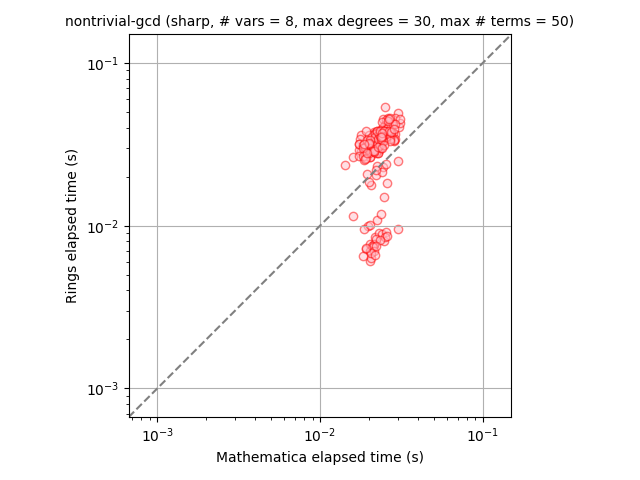 nontrivial-gcd (sharp, # vars = 8, max degrees = 30, max # terms = 50)
10⁻¹
10⁻²
10⁻³
Rings elapsed time (s)
10⁻³
10⁻²
10⁻¹
Mathematica elapsed time (s)